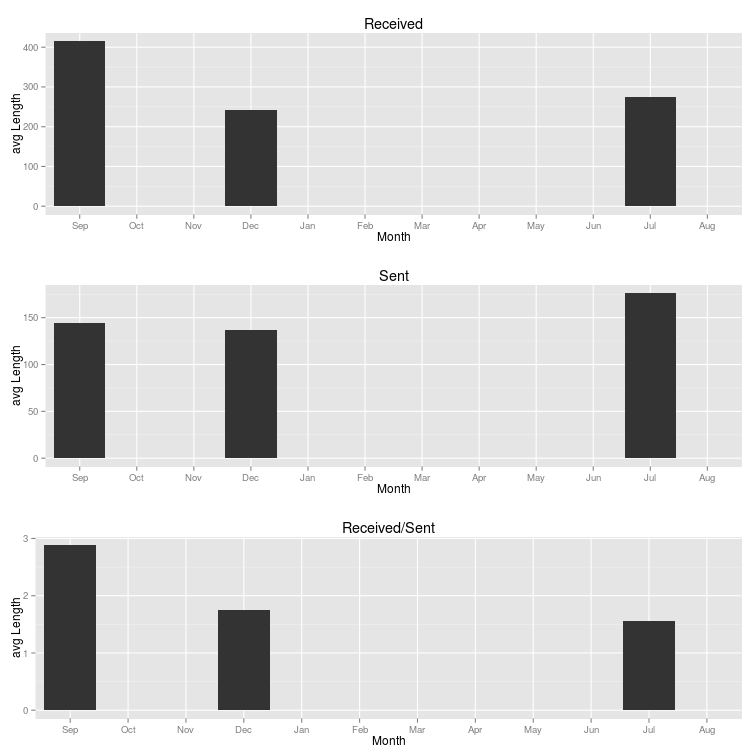 Received
avg Length
400
300
200
100
0
Sep Oct Nov Dec Jan Feb Mar Apr May Jun Jul Aug
Month
Sent
avg Length
150
100
50
0
Sep Oct Nov Dec Jan Feb Mar Apr May Jun Jul Aug
Month
Received/Sent
avg Length
3
2
1
0
Sep Oct Nov Dec Jan Feb Mar Apr May Jun Jul Aug
Month